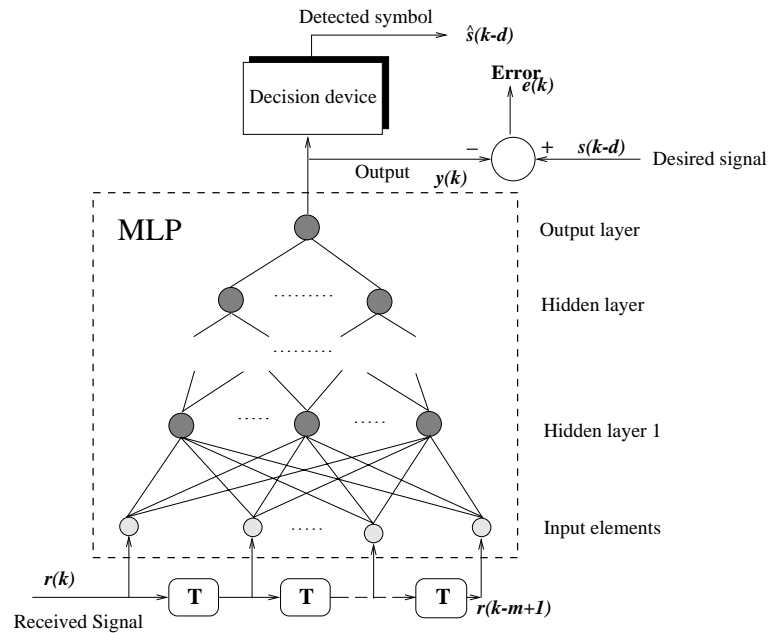 Detected symbol
ŝ(k-d)
Decision device
Error
e(k)
−
+
s(k-d)
Desired signal
Output
y(k)
MLP
Output layer
Hidden layer
Hidden layer 1
Input elements
r(k)
T
T
T
r(k-m+1)
Received Signal